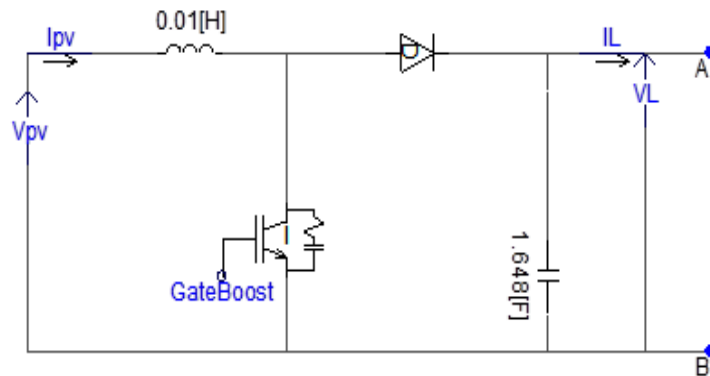 0.01[H]
Ipv
D
IL
A
Vpv
VL
I
GateBoost
1.648[F]
B